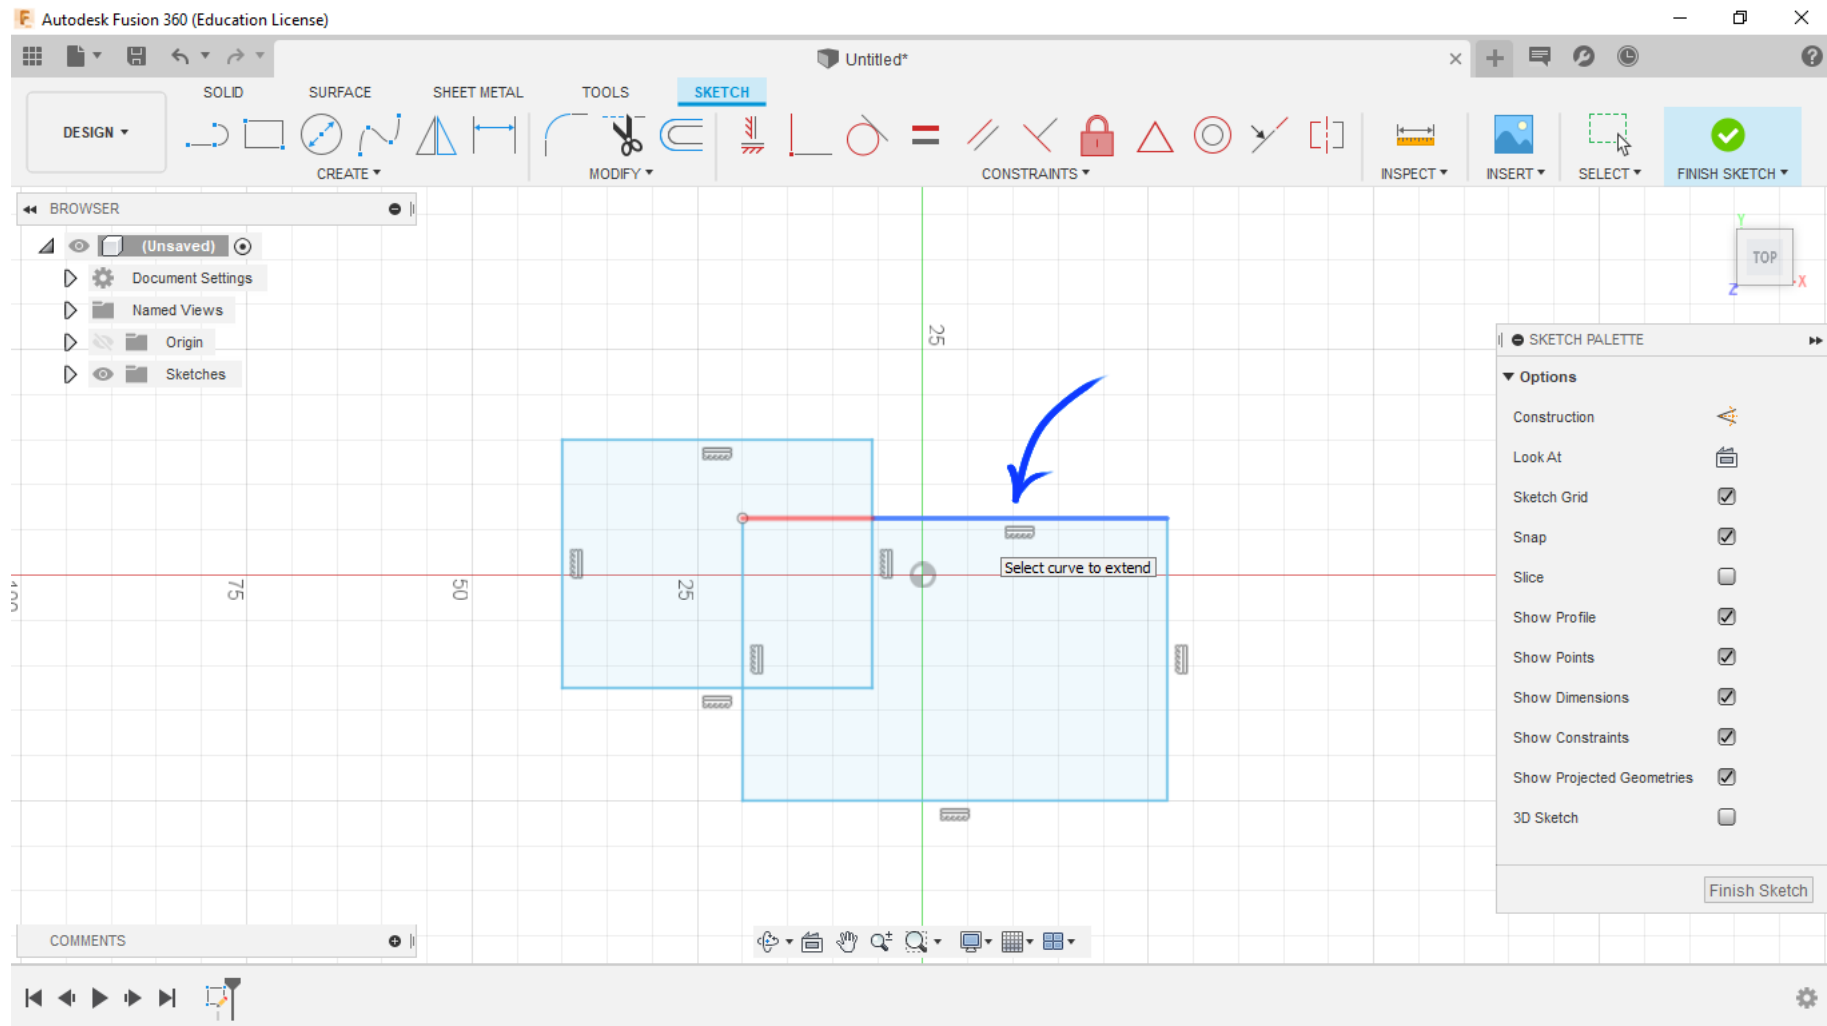 Autodesk Fusion 360 (Education License)
Untitled*
SOLID SURFACE SHEET METAL TOOLS SKETCH
DESIGN
CREATE MODIFY CONSTRAINTS INSPECT INSERT SELECT FINISH SKETCH
BROWSER
(Unsaved)
Document Settings
Named Views
Origin
Sketches
Y
TOP
X
Z
25
75
50
25
100
Select curve to extend
SKETCH PALETTE
Options
Construction
Look At
Sketch Grid
Snap
Slice
Show Profile
Show Points
Show Dimensions
Show Constraints
Show Projected Geometries
3D Sketch
Finish Sketch
COMMENTS